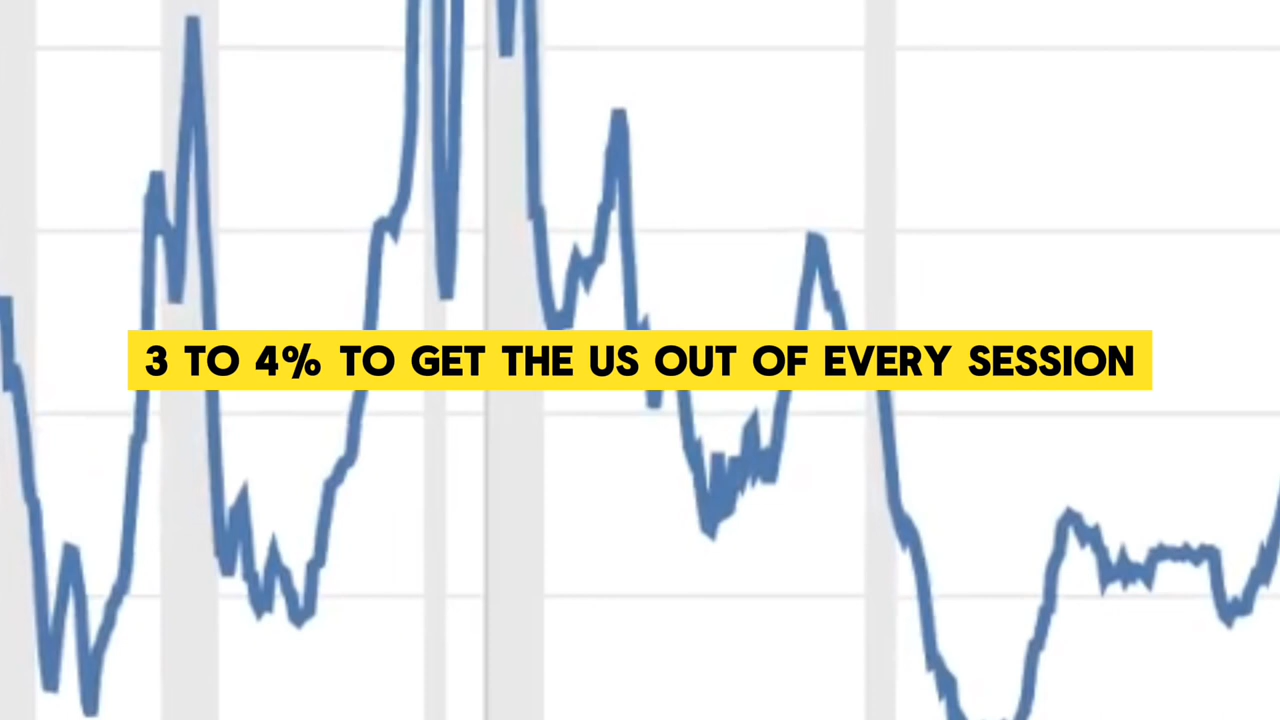 3 TO 4% TO GET THE US OUT OF EVERY SESSION